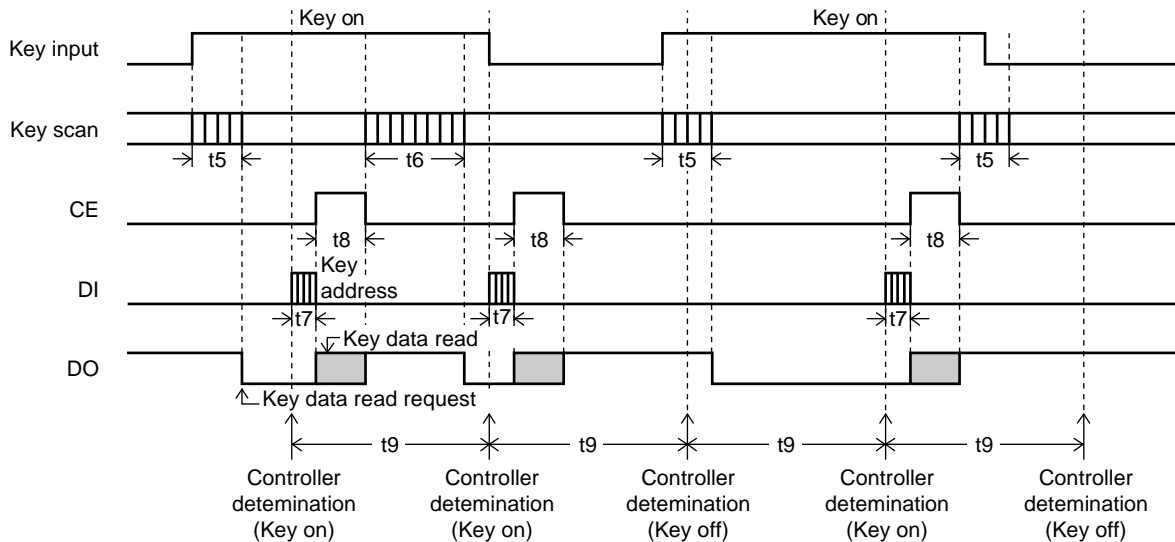 Key on
Key on
Key input
Key scan
t5
t6
t5
t5
CE
t8
t8
t8
Key
address
DI
t7
t7
t7
Key data read
DO
Key data read request
t9
t9
t9
t9
Controller
detemination
(Key on)
Controller
detemination
(Key on)
Controller
detemination
(Key off)
Controller
detemination
(Key on)
Controller
detemination
(Key off)